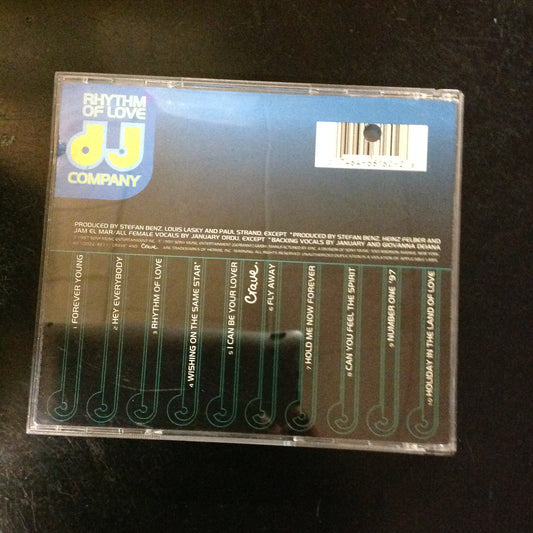 RHYTHM
OF LOVE
dJ
COMPANY
PRODUCED BY STEFAN BENZ, LOUIS LASKY AND PAUL STRAND, EXCEPT *PRODUCED BY STEFAN BENZ, HEINZ FELBER AND
JAM EL MAR/ALL FEMALE VOCALS BY JANUARY ORDU, EXCEPT *BACKING VOCALS BY JANUARY AND GIOVANNA DEIANA
1 FOREVER YOUNG
2 HEY EVERYBODY
3 RHYTHM OF LOVE
4 WISHING ON THE SAME STAR*
5 I CAN BE YOUR LOVER
Crave
6 FLY AWAY
7 HOLD ME NOW FOREVER
8 CAN YOU FEEL THE SPIRIT
9 NUMBER ONE '97
10 HOLIDAY IN THE LAND OF LOVE